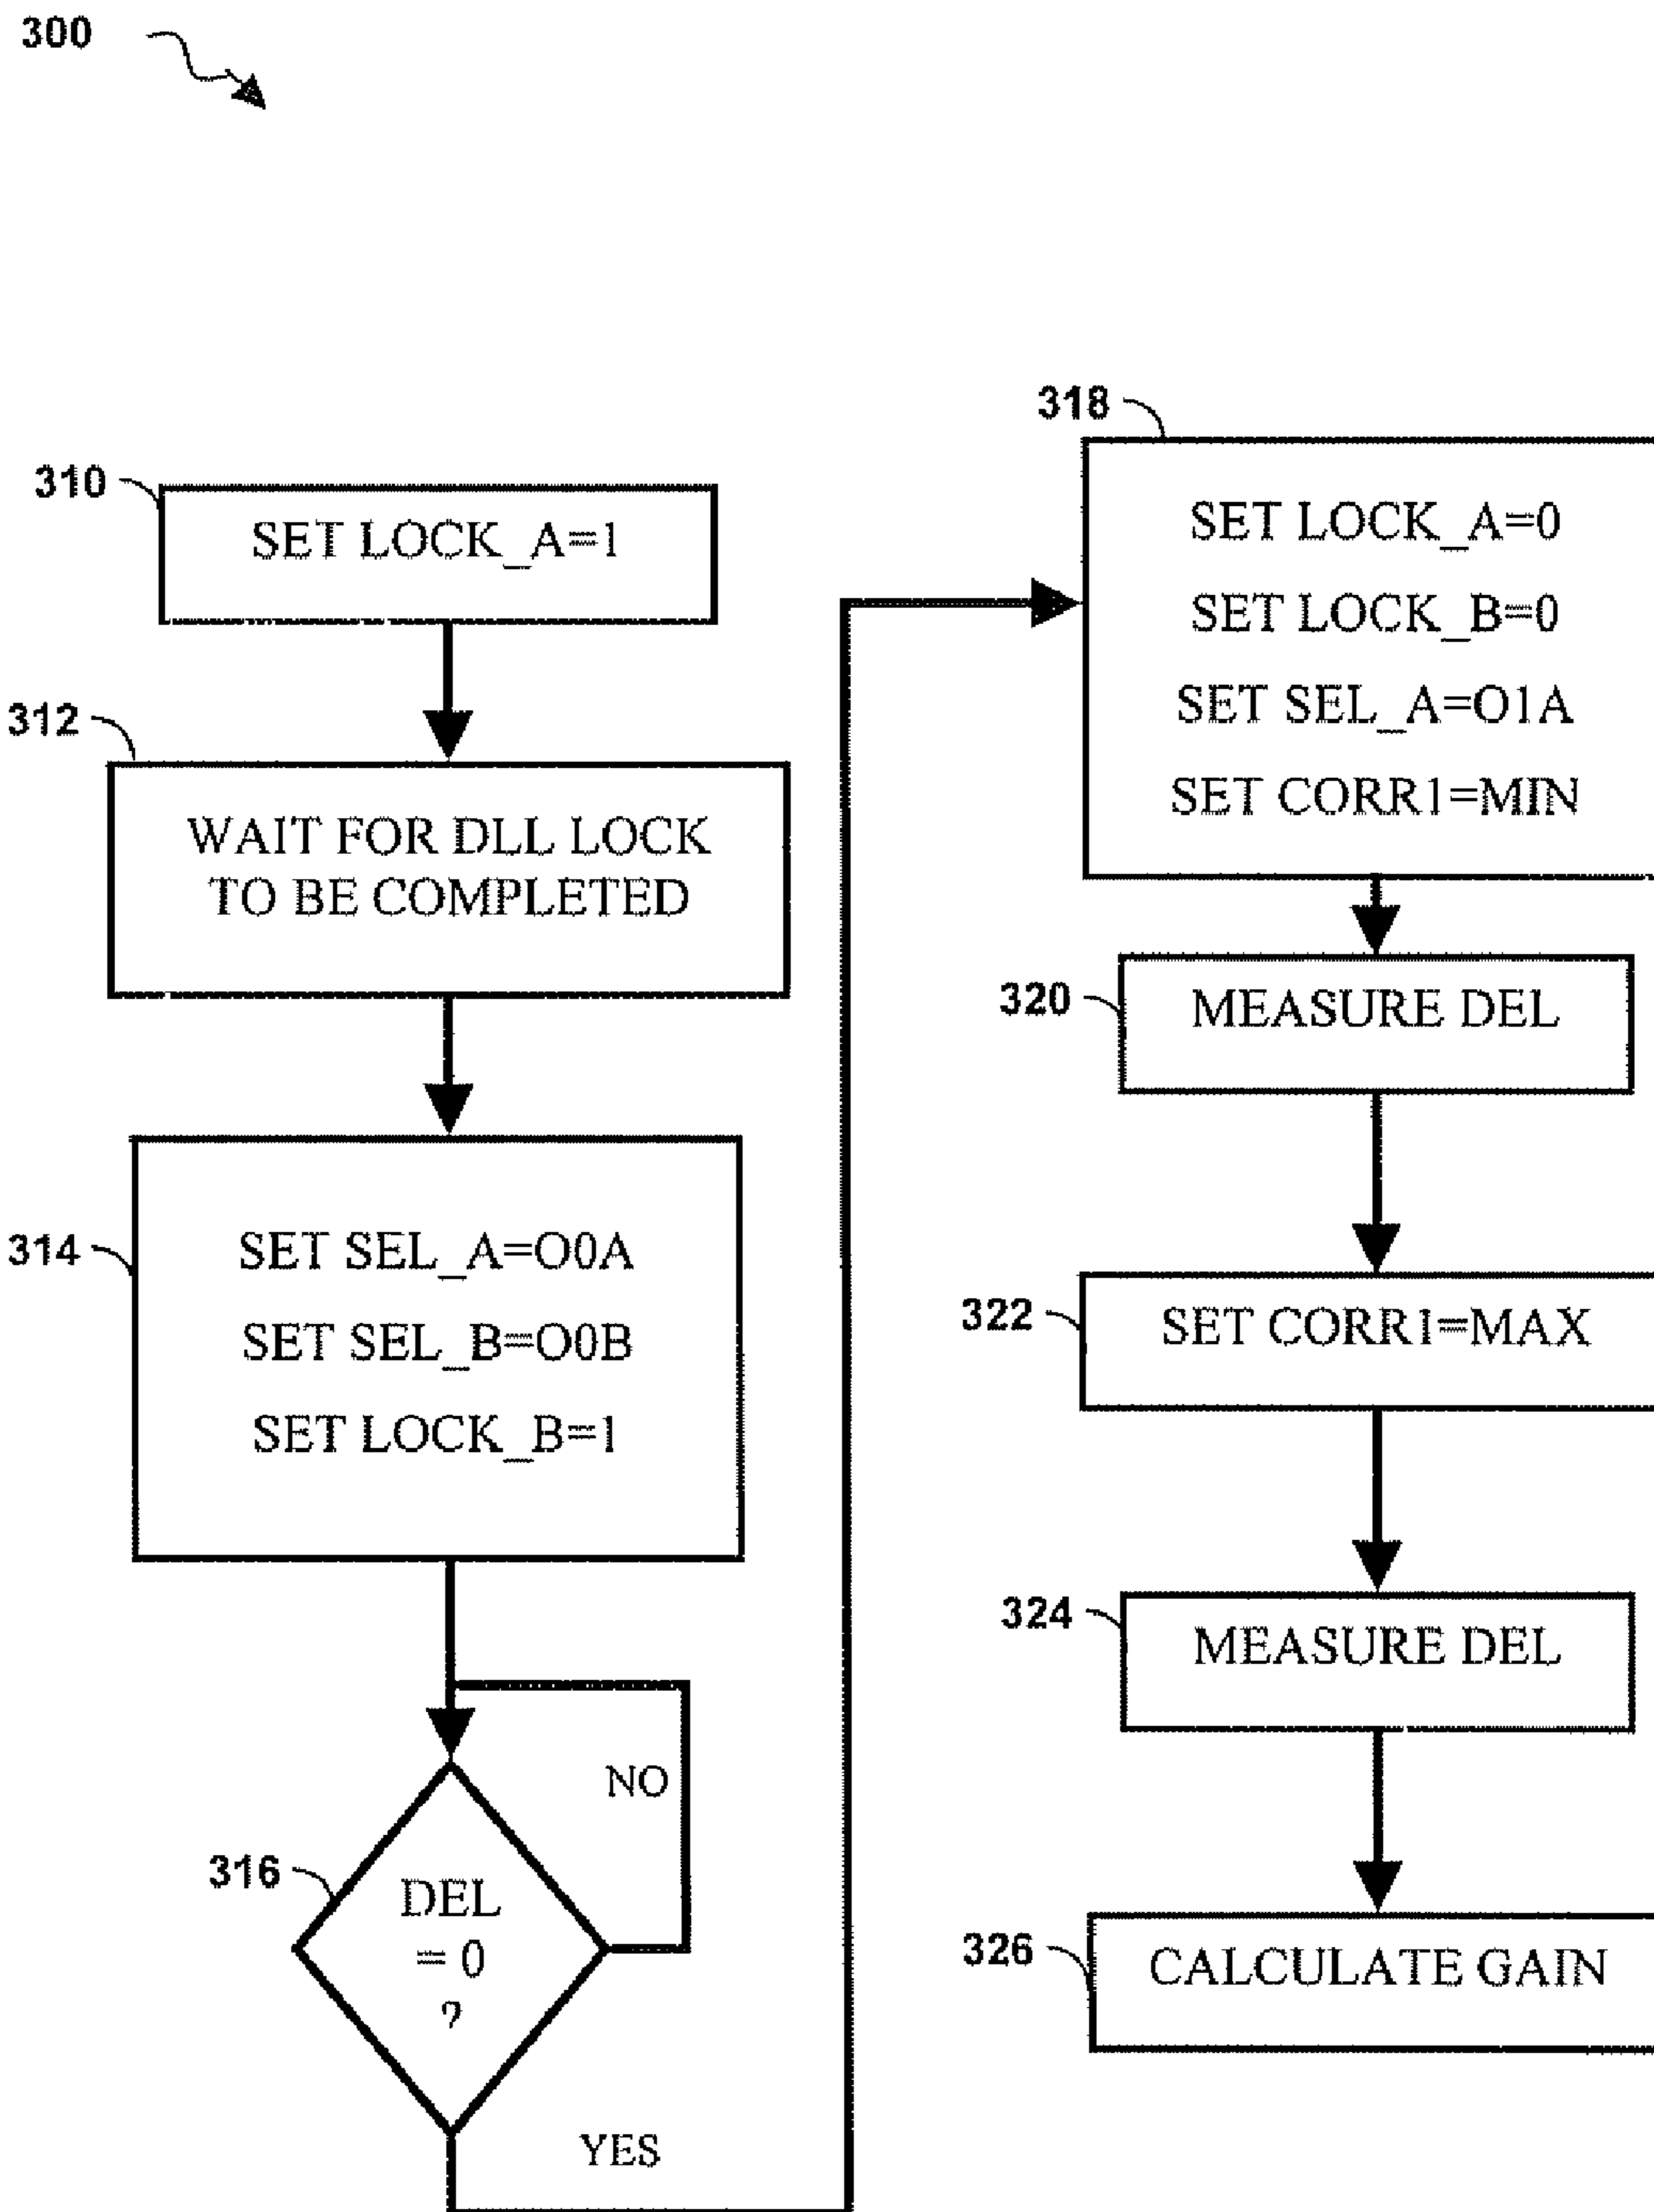 300
310
SET LOCK_A=1
312
WAIT FOR DLL LOCK
TO BE COMPLETED
314
SET SEL_A=O0A
SET SEL_B=O0B
SET LOCK_B=1
316
DEL
= 0
?
NO
YES
318
SET LOCK_A=0
SET LOCK_B=0
SET SEL_A=O1A
SET CORR1=MIN
320
MEASURE DEL
322
SET CORR1=MAX
324
MEASURE DEL
326
CALCULATE GAIN